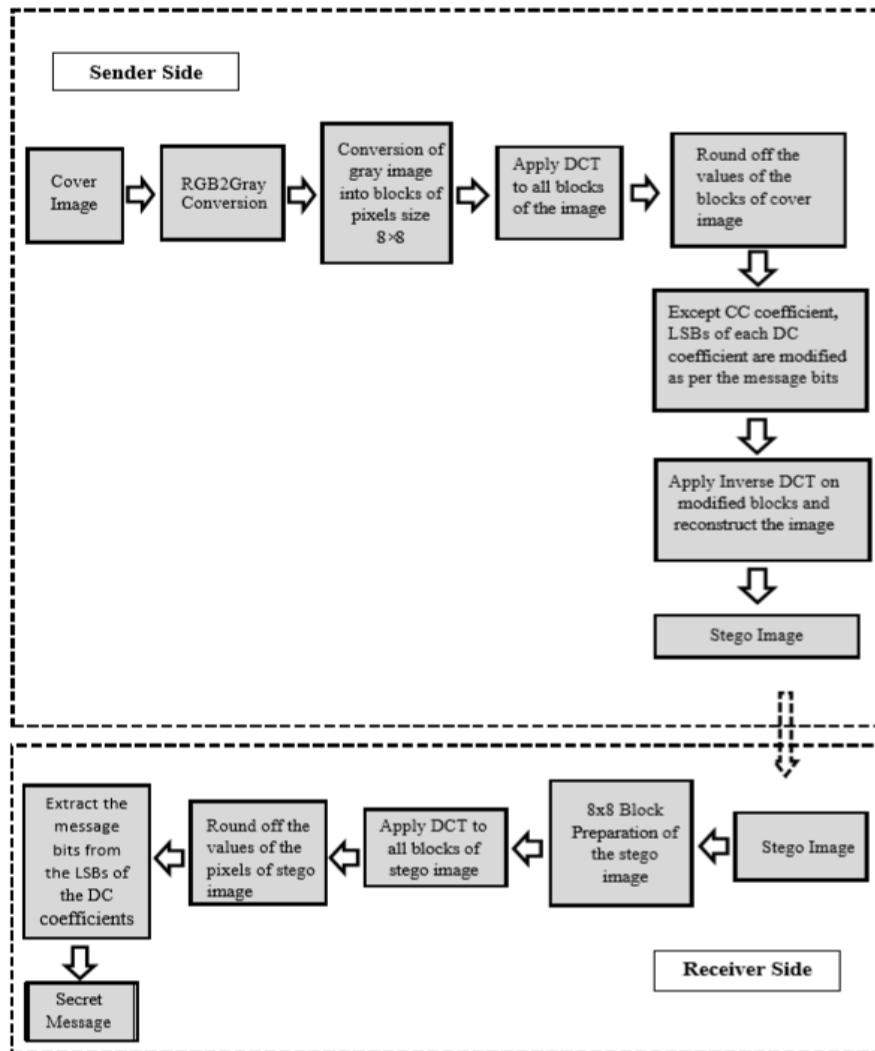 Sender Side
Cover
Image
RGB2Gray
Conversion
Conversion of
gray image
into blocks of
pixels size
8×8
Apply DCT
to all blocks
of the image
Round off the
values of the
blocks of cover
image
Except CC coefficient,
LSBs of each DC
coefficient are modified
as per the message bits
Apply Inverse DCT on
modified blocks and
reconstruct the image
Stego Image
Stego Image
8x8 Block
Preparation of
the stego
image
Apply DCT to
all blocks of
stego image
Round off the
values of the
pixels of stego
image
Extract the
message
bits from
the LSBs of
the DC
coefficients
Secret
Message
Receiver Side